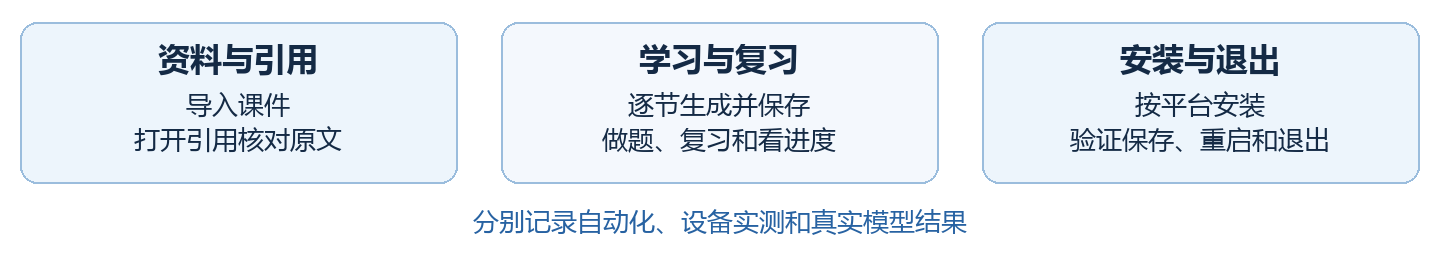 资料与引用
导入课件
打开引用核对原文
学习与复习
逐节生成并保存
做题、复习和看进度
安装与退出
按平台安装
验证保存、重启和退出
分别记录自动化、设备实测和真实模型结果